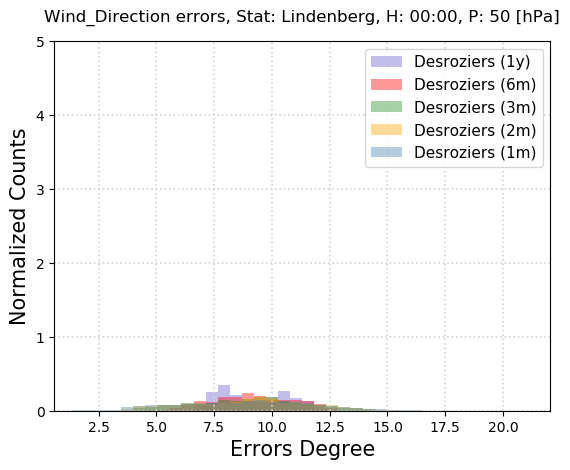 Wind_Direction errors, Stat: Lindenberg, H: 00:00, P: 50 [hPa]
5
4
3
2
1
0
Normalized Counts
Desroziers (1y)
Desroziers (6m)
Desroziers (3m)
Desroziers (2m)
Desroziers (1m)
2.5 5.0 7.5 10.0 12.5 15.0 17.5 20.0
Errors Degree